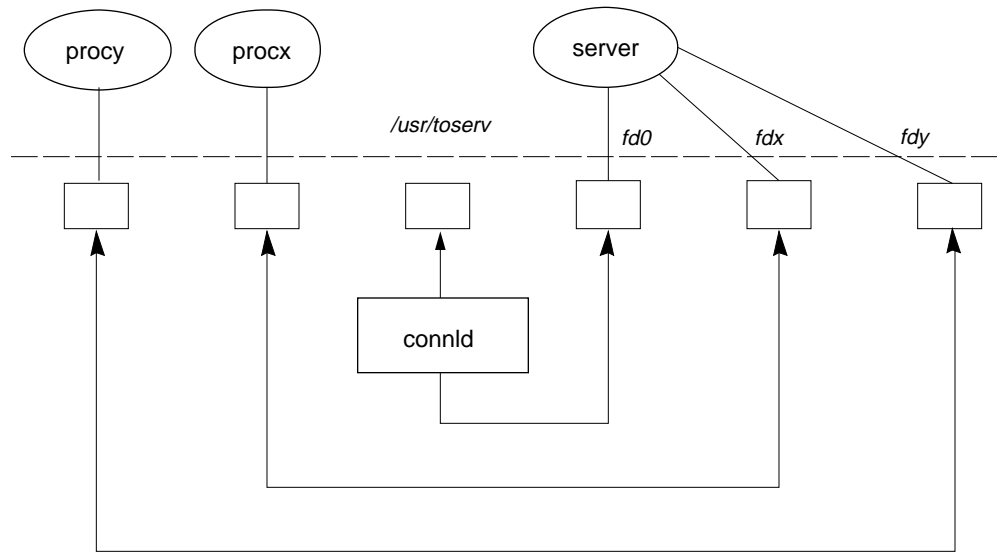 procy
procx
server
/usr/toserv
fd0
fdx
fdy
connld